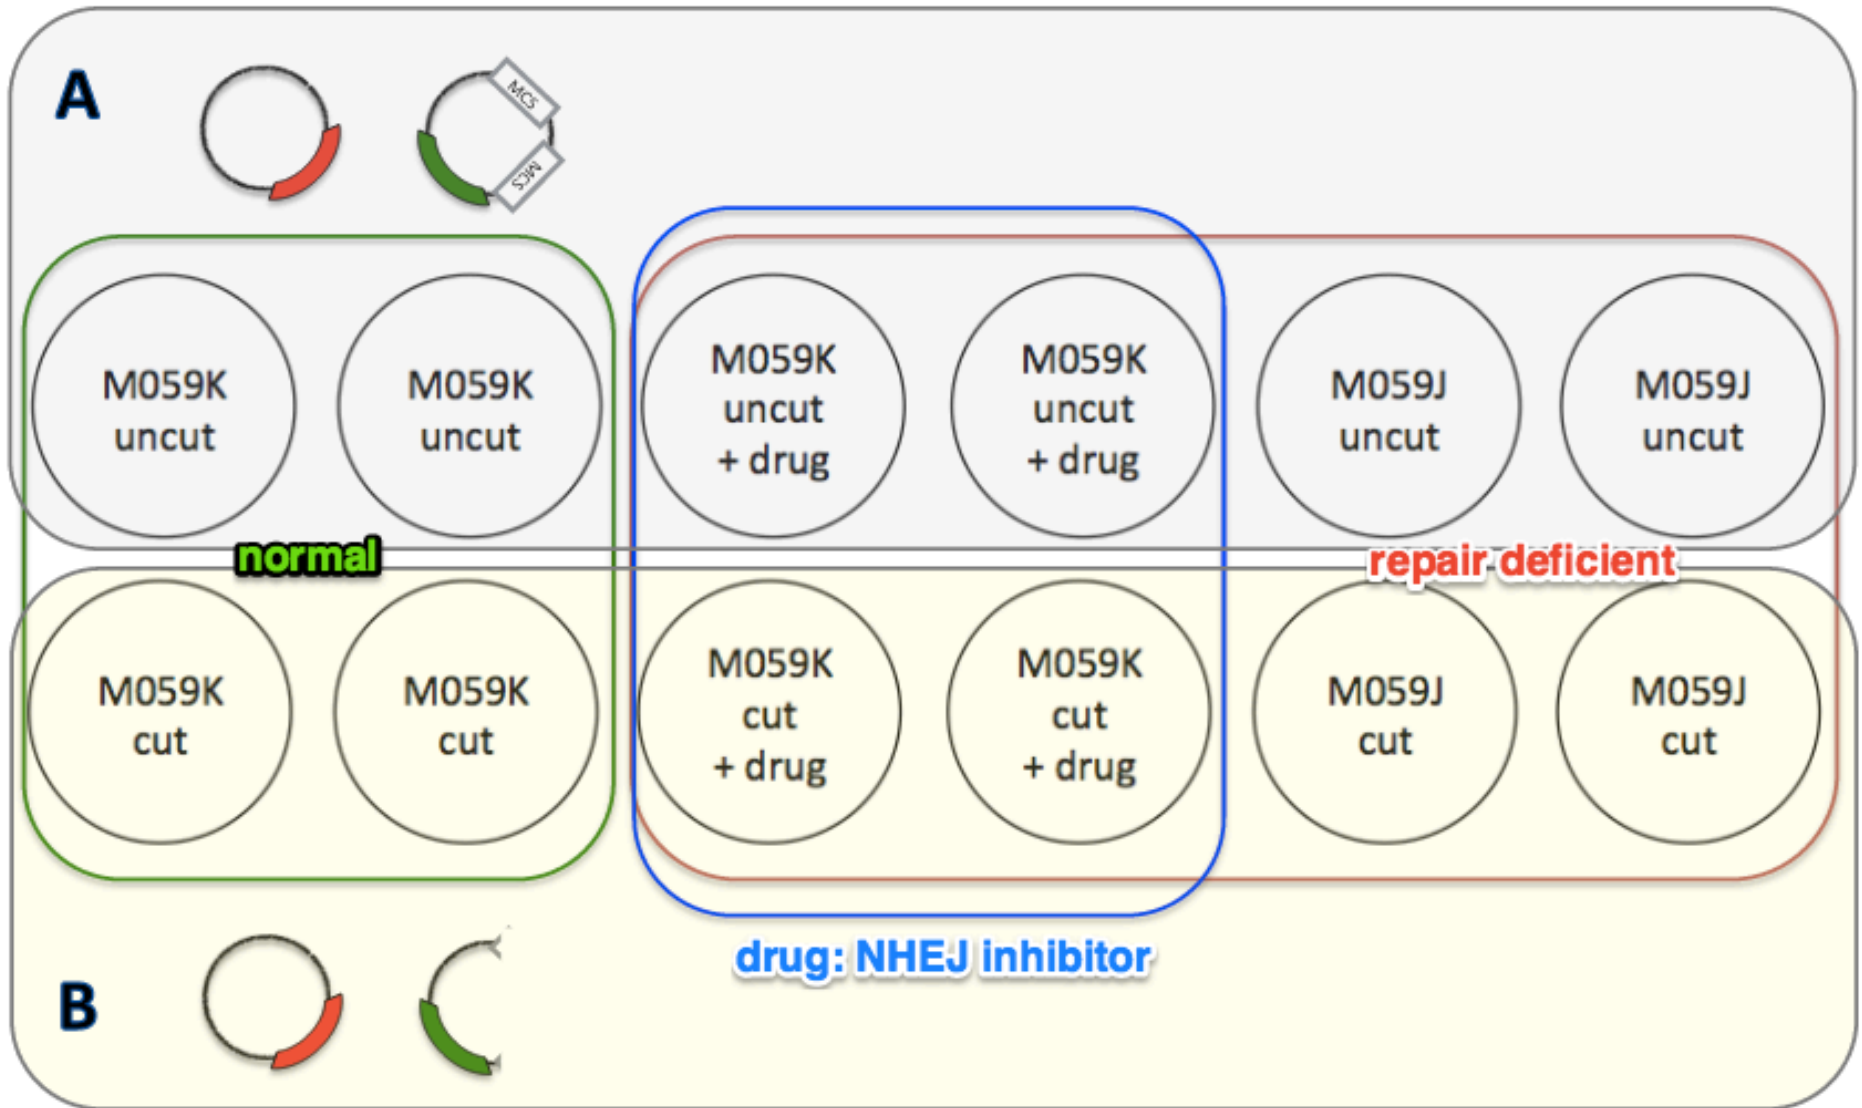 A
MCS
MCS
M059K
uncut
M059K
uncut
M059K
uncut
+ drug
M059K
uncut
+ drug
M059J
uncut
M059J
uncut
normal
repair deficient
M059K
cut
M059K
cut
M059K
cut
+ drug
M059K
cut
+ drug
M059J
cut
M059J
cut
drug: NHEJ inhibitor
B